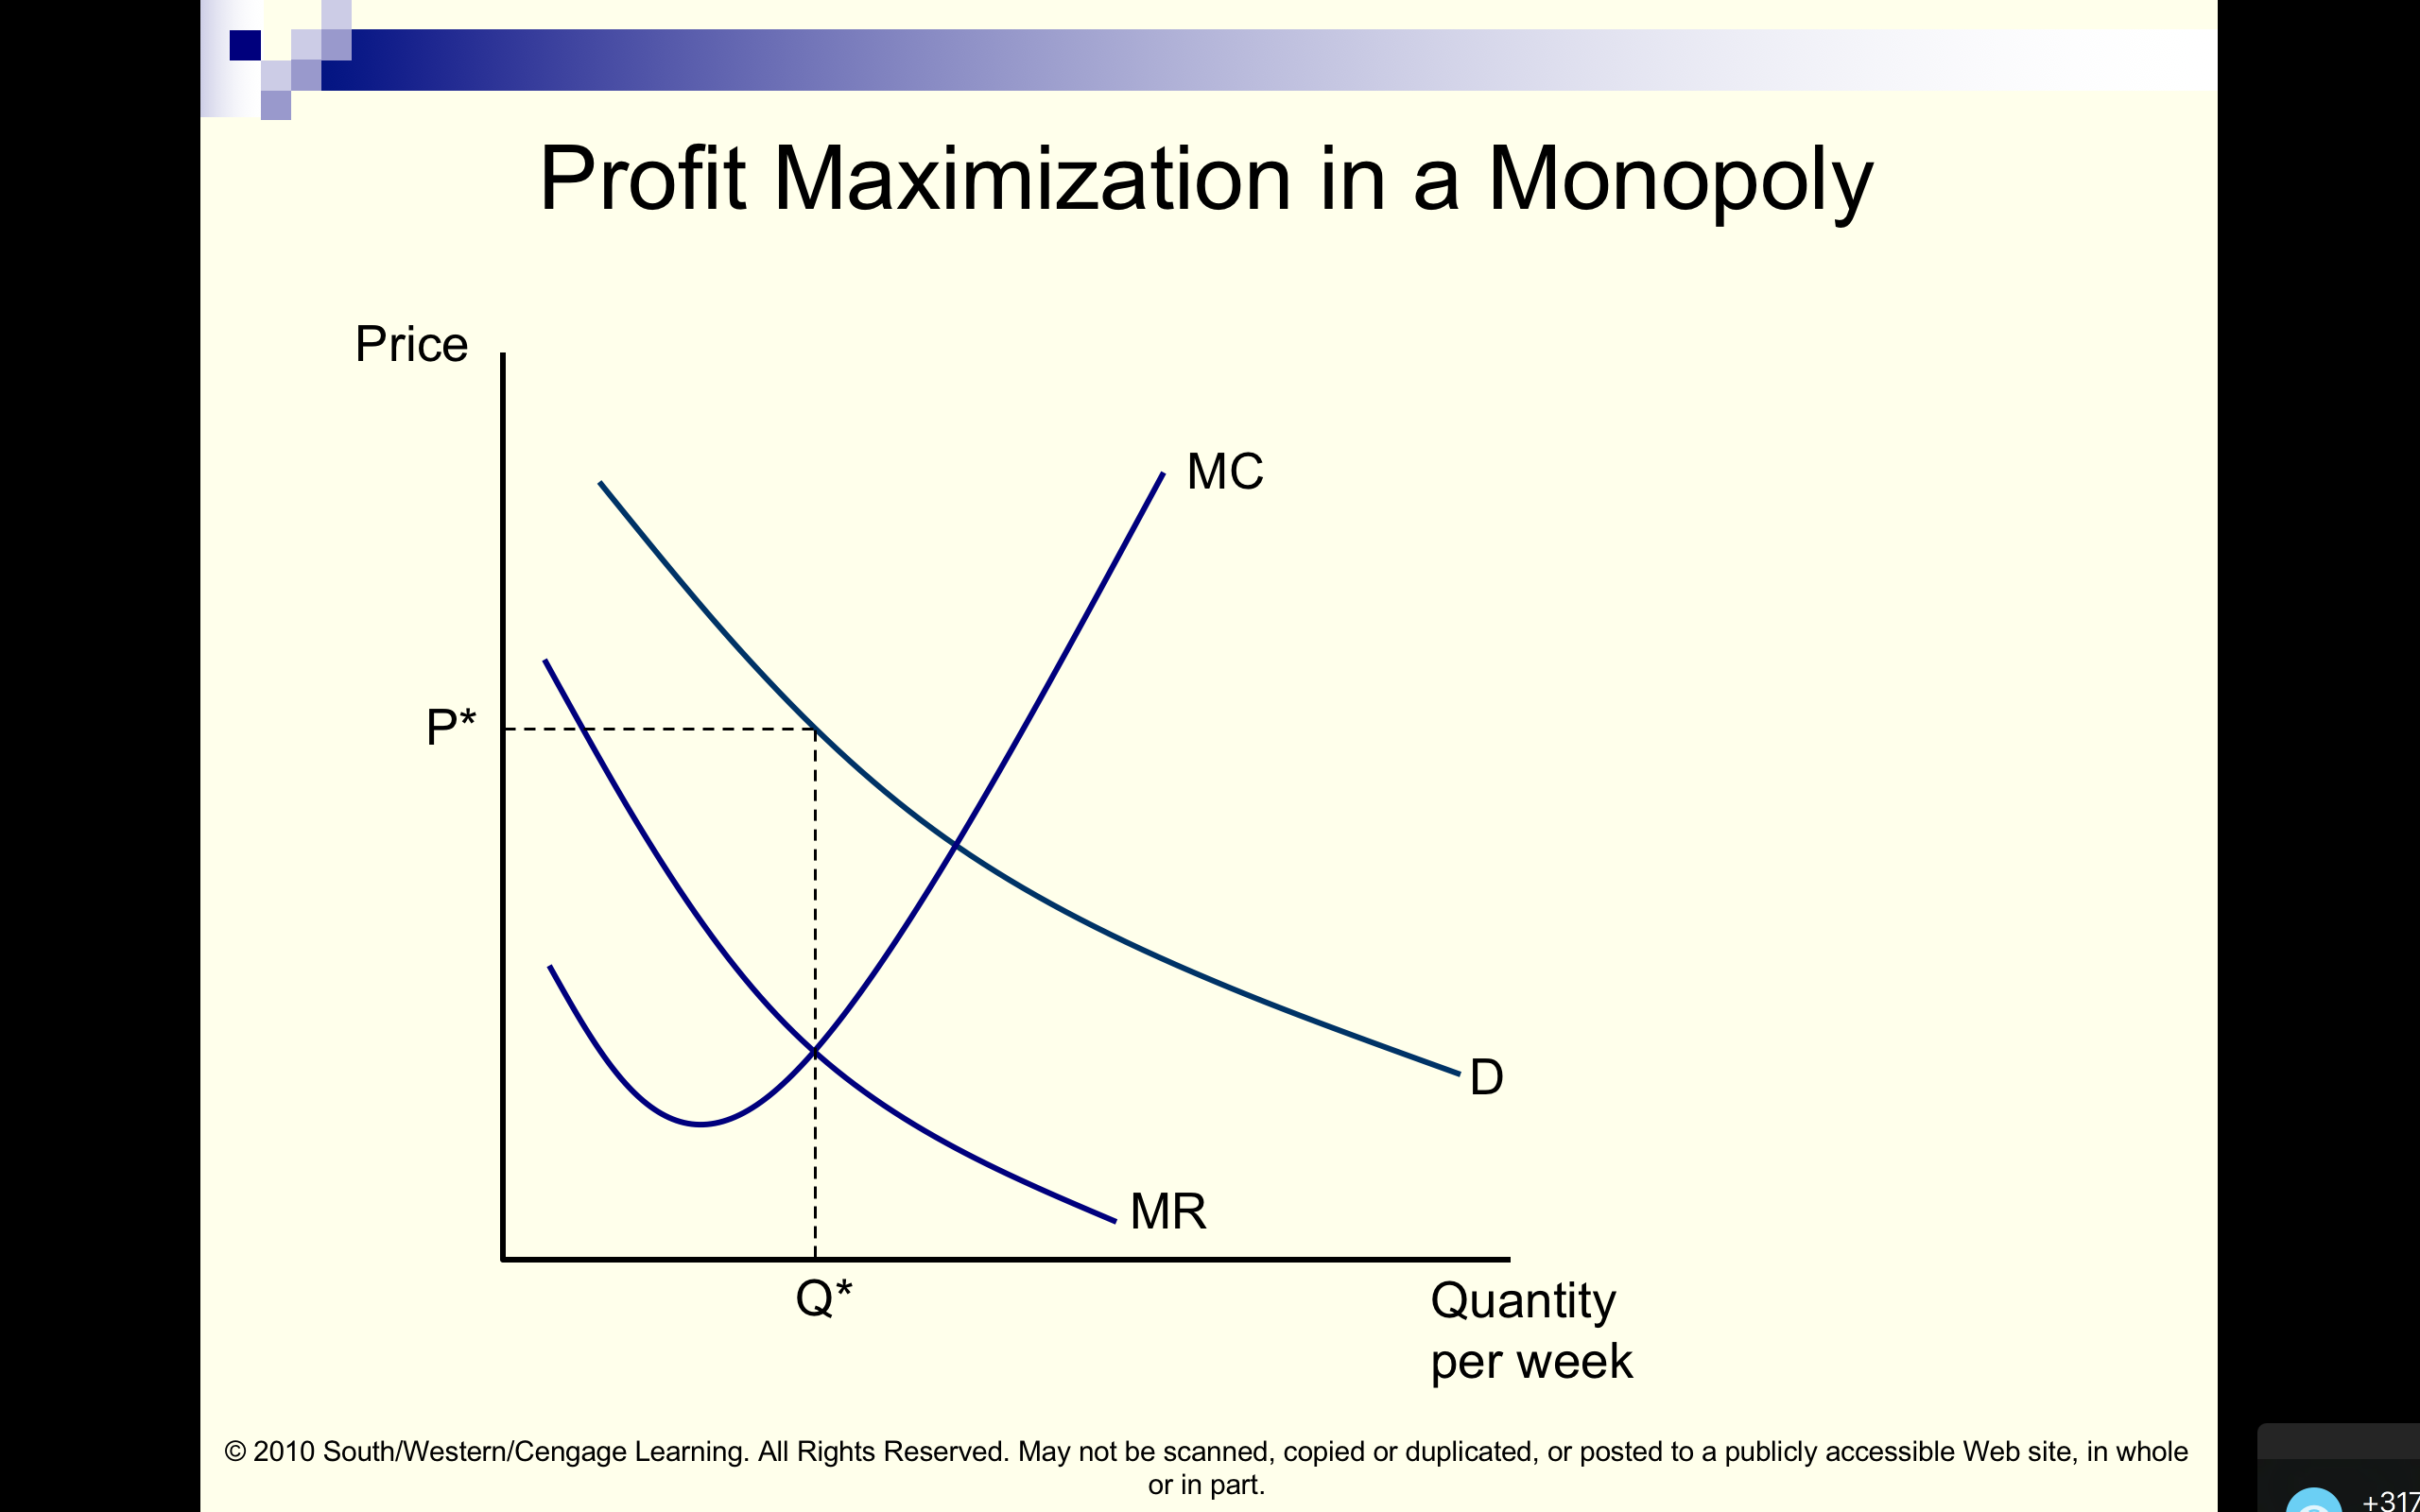 Profit Maximization in a Monopoly
Price
MC
P*
D
MR
Q*
Quantity
per week
© 2010 South/Western/Cengage Learning. All Rights Reserved. May not be scanned, copied or duplicated, or posted to a publicly accessible Web site, in whole
or in part.
+317